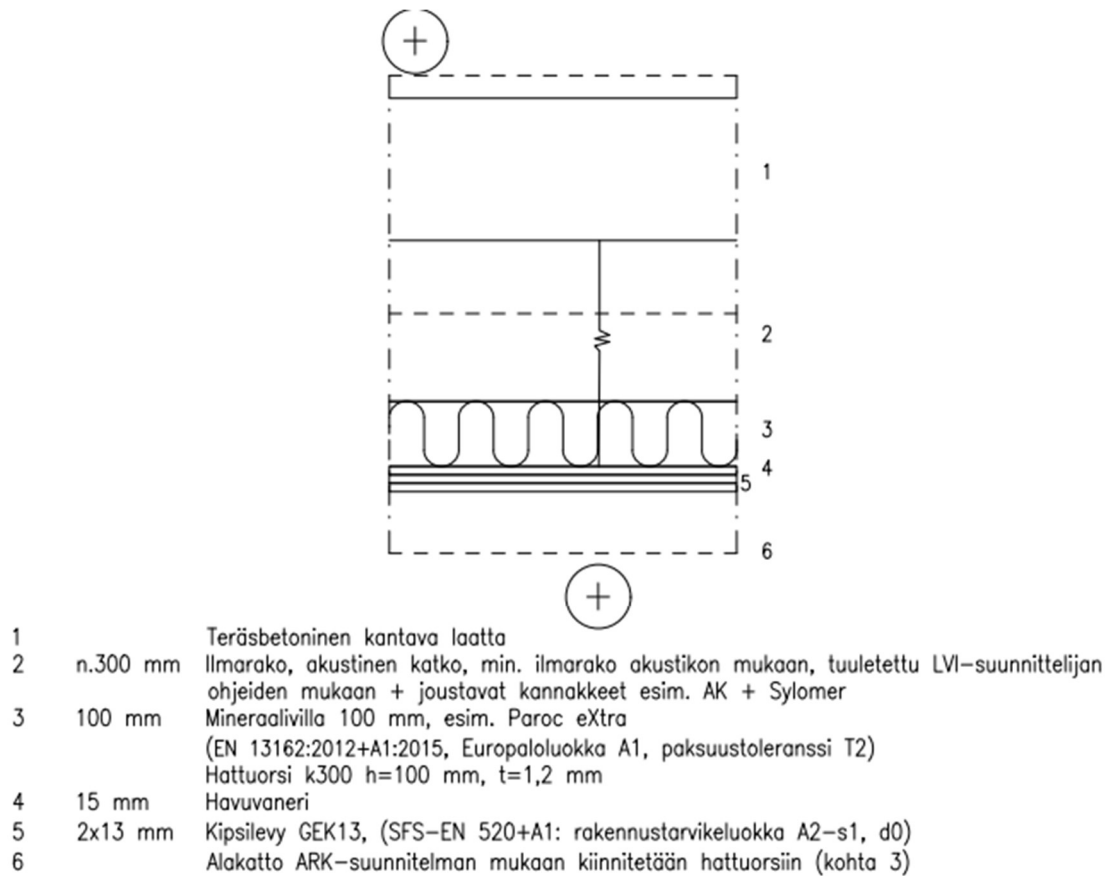 1
2
3
4
5
6
1 Teräsbetoninen kantava laatta
2 n.300 mm Ilmarako, akustinen katko, min. ilmarako akustikon mukaan, tuuletettu LVI-suunnittelijan
ohjeiden mukaan + joustavat kannakkeet esim. AK + Sylomer
3 100 mm Mineraalivilla 100 mm, esim. Paroc eXtra
(EN 13162:2012+A1:2015, Europaloluokka A1, paksuustoleranssi T2)
Hattuorsi k300 h=100 mm, t=1,2 mm
4 15 mm Havuvaneri
5 2x13 mm Kipsilevy GEK13, (SFS-EN 520+A1: rakennustarvikeluokka A2-s1, d0)
6 Alakatto ARK-suunnitelman mukaan kiinnitetään hattuorsiin (kohta 3)